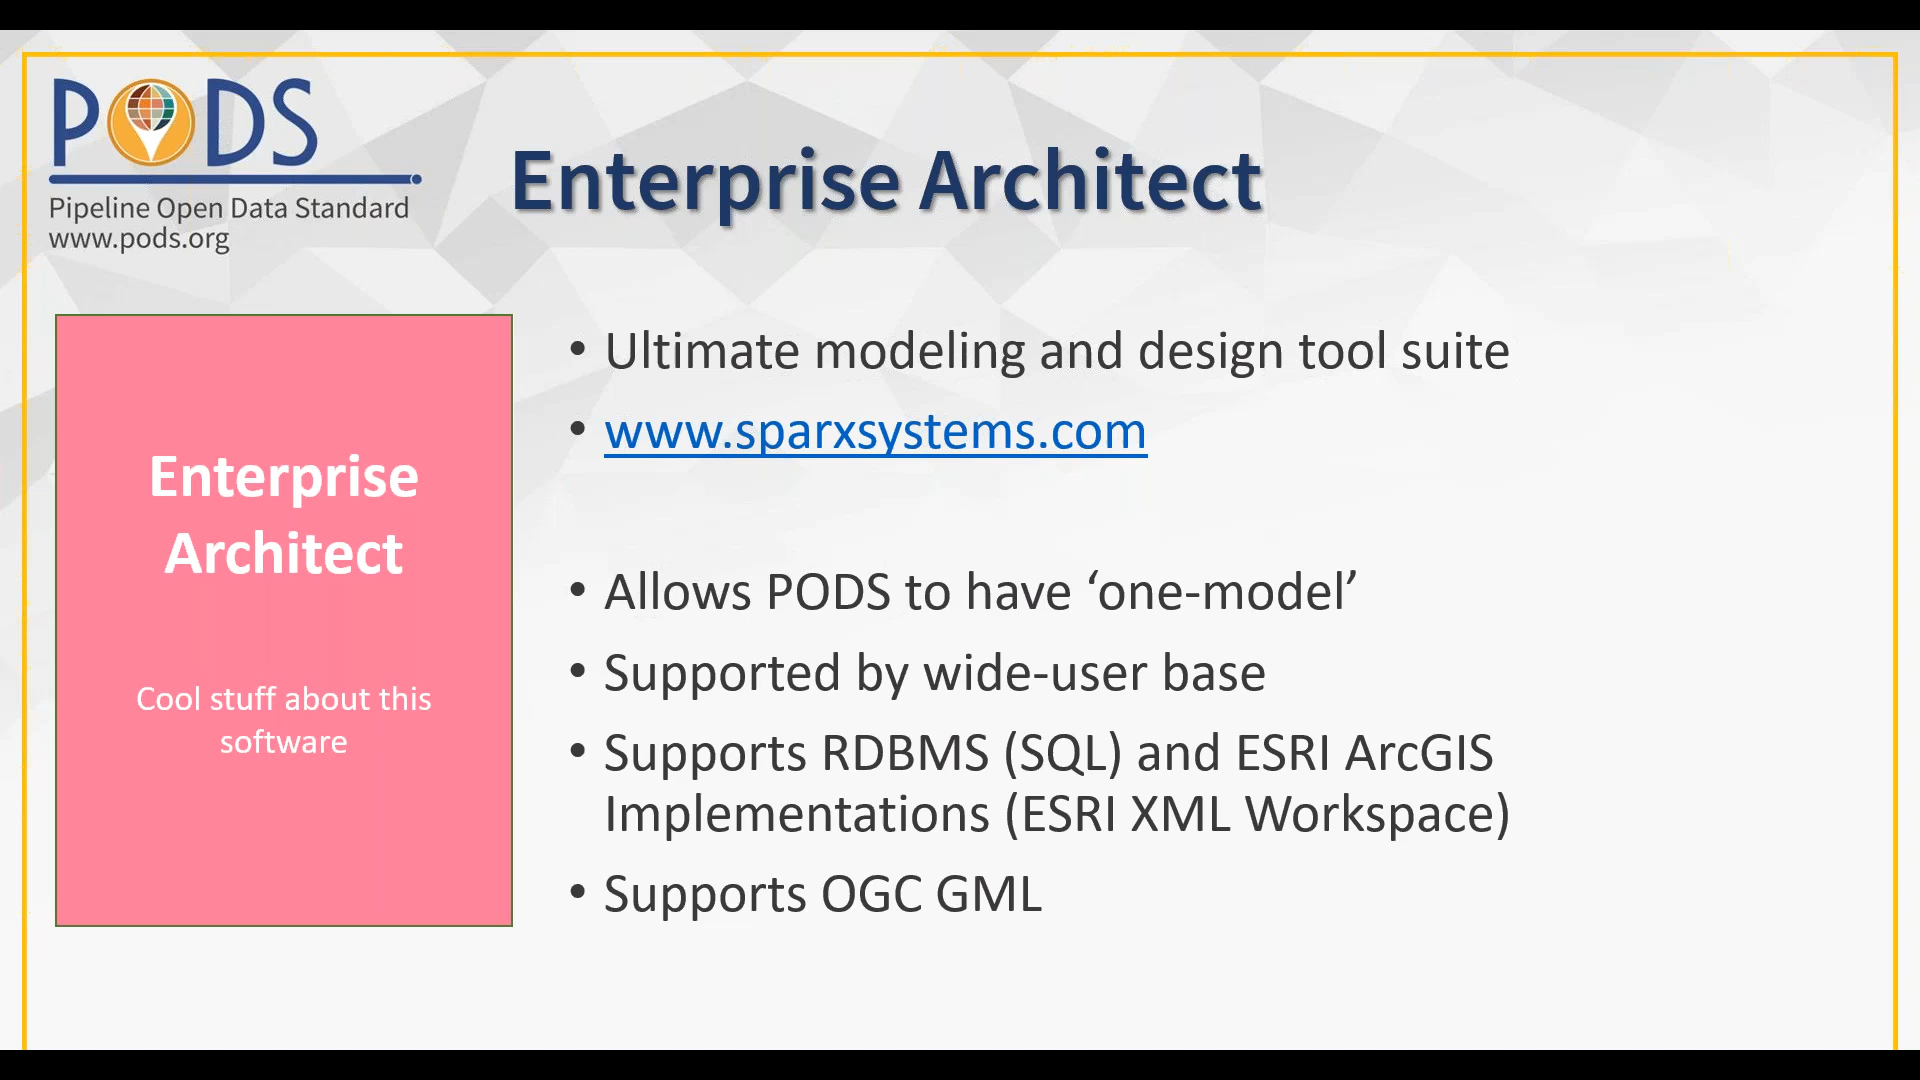 PODS
Pipeline Open Data Standard
www.pods.org
Enterprise Architect
Enterprise
Architect
Cool stuff about this
software
• Ultimate modeling and design tool suite
• www.sparxsystems.com
• Allows PODS to have ‘one-model’
• Supported by wide-user base
• Supports RDBMS (SQL) and ESRI ArcGIS
Implementations (ESRI XML Workspace)
• Supports OGC GML